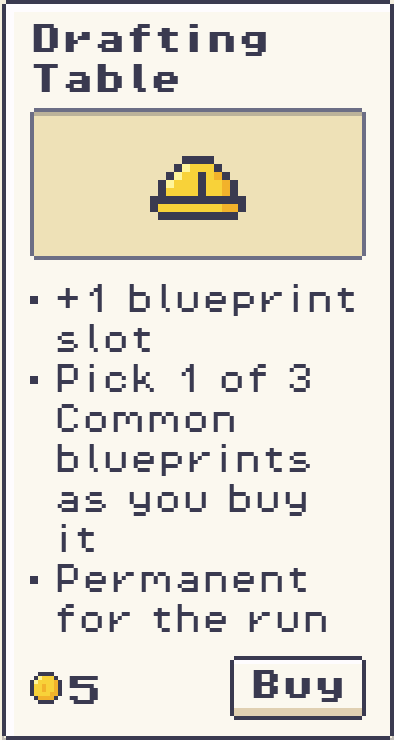 Drafting
Table
▪ +1 blueprint
slot
▪ Pick 1 of 3
Common
blueprints
as you buy
it
▪ Permanent
for the run
5
Buy